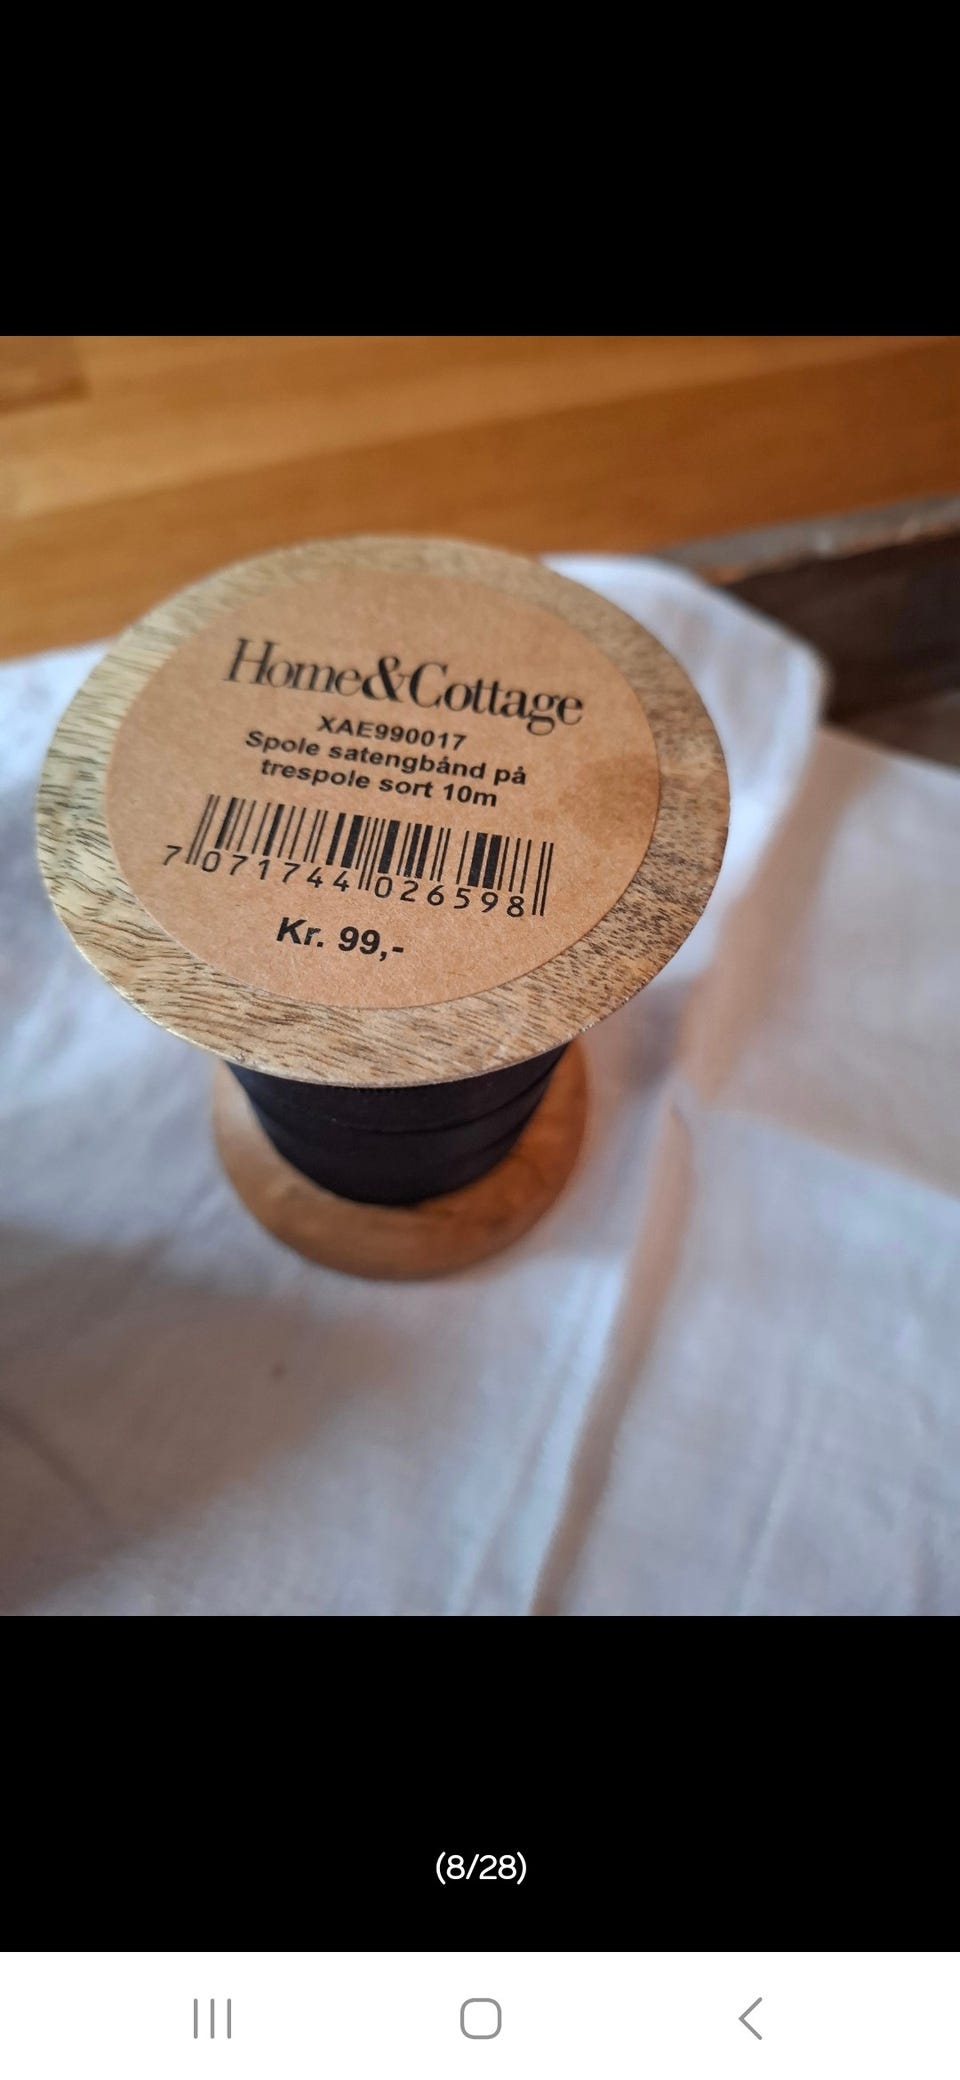 Home&Cottage
XAE990017
Spole satengbånd på
trespole sort 10m
7 071744 026598
Kr. 99,-
(8/28)